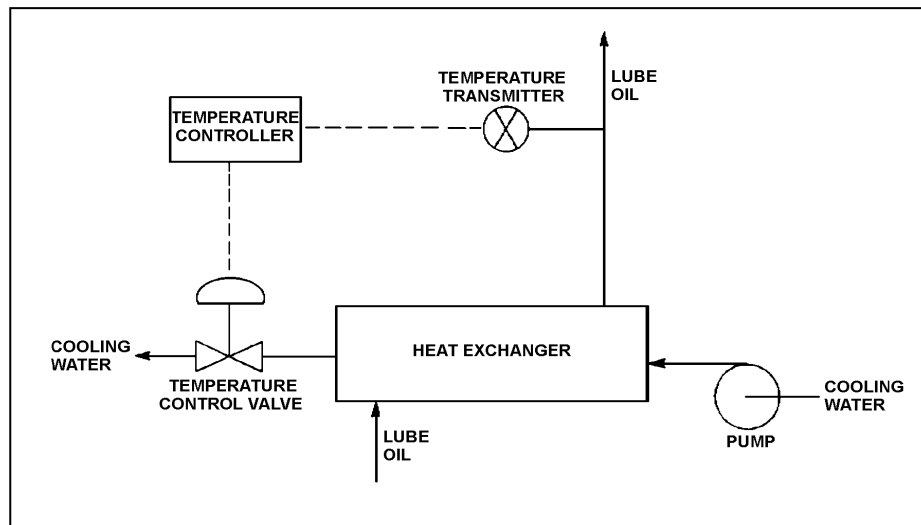 TEMPERATURE
TRANSMITTER
LUBE
OIL
TEMPERATURE
CONTROLLER
HEAT EXCHANGER
COOLING
WATER
TEMPERATURE
CONTROL VALVE
COOLING
WATER
PUMP
LUBE
OIL